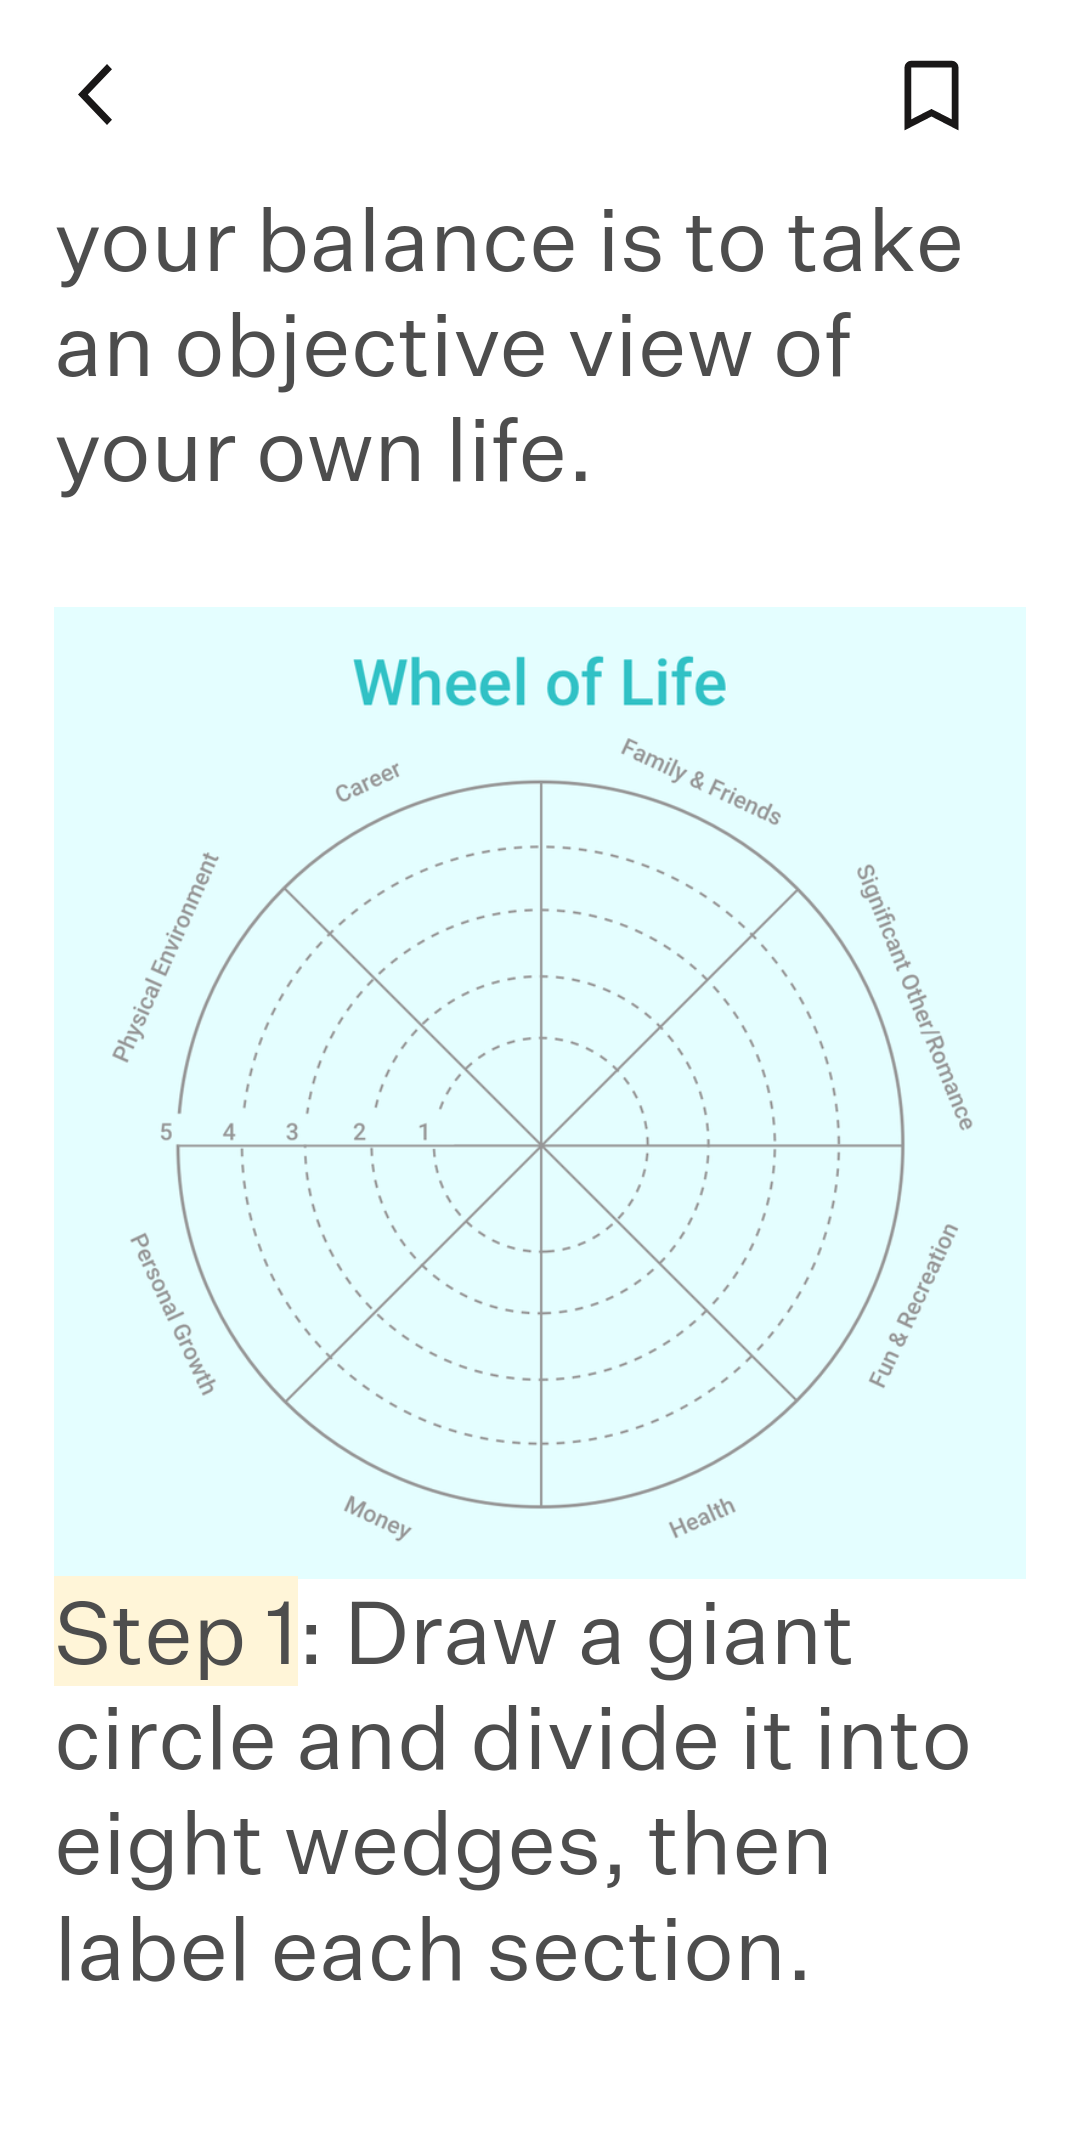 your balance is to take
an objective view of
your own life.
Wheel of Life
Career
Family & Friends
Physical Environment
Significant Other/Romance
5 4 3 2 1
Personal Growth
Fun & Recreation
Money
Health
Step 1: Draw a giant
circle and divide it into
eight wedges, then
label each section.